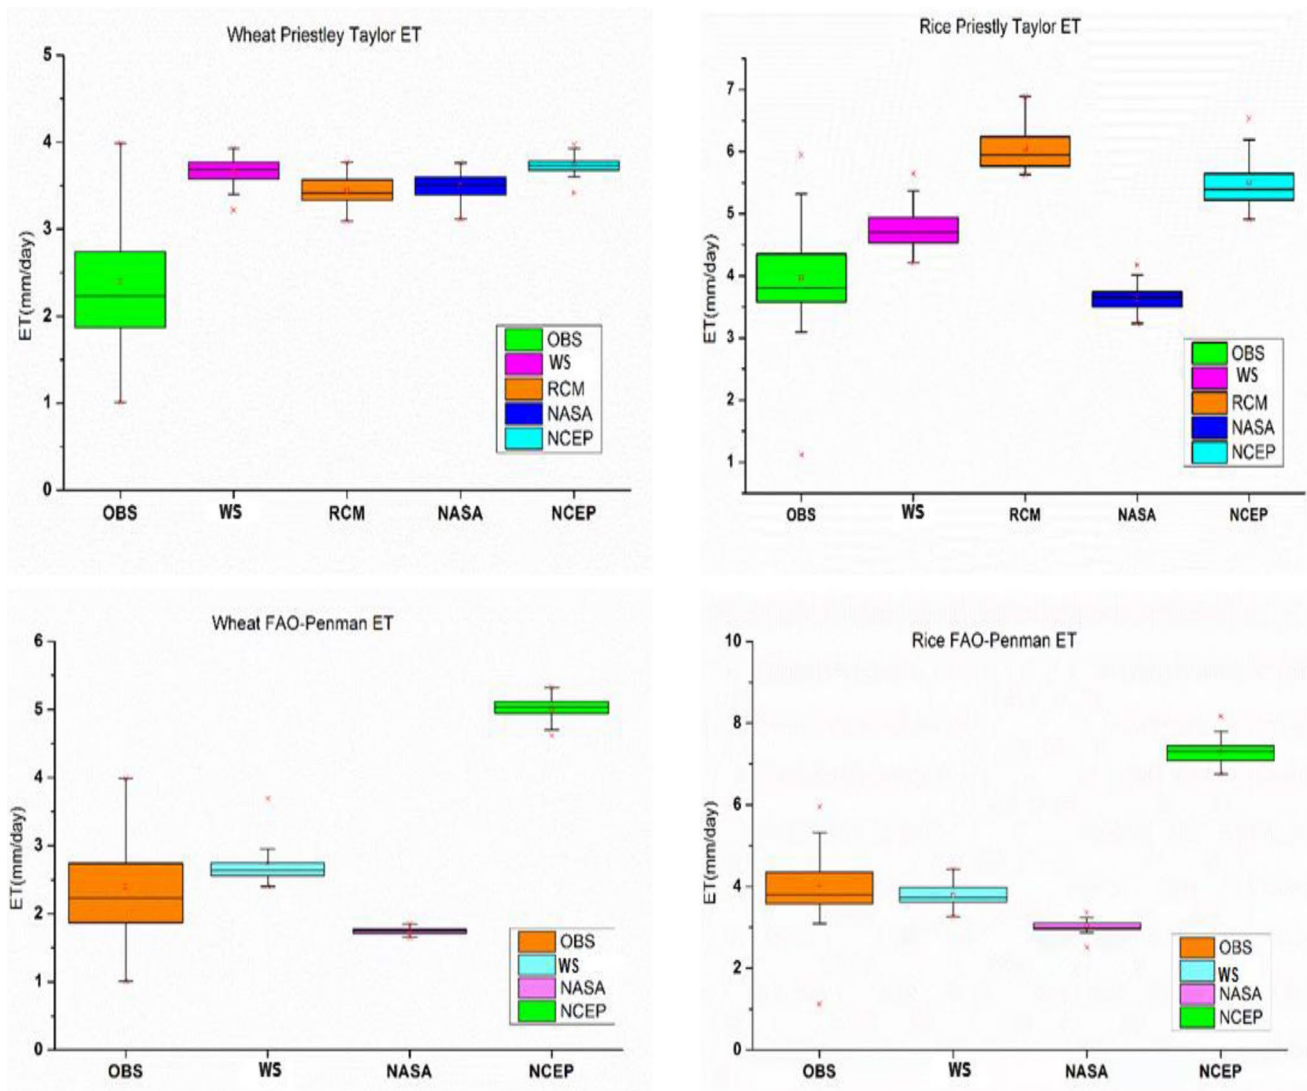 Wheat Priestley Taylor ET
5
4
3
2
1
0
ET(mm/day)
OBS
WS
RCM
NASA
NCEP
OBS WS RCM NASA NCEP
Rice Priestly Taylor ET
7
6
5
4
3
2
1
ET(mm/day)
OBS
WS
RCM
NASA
NCEP
OBS WS RCM NASA NCEP
Wheat FAO-Penman ET
6
5
4
3
2
1
0
ET(mm/day)
OBS
WS
NASA
NCEP
OBS WS NASA NCEP
Rice FAO-Penman ET
10
8
6
4
2
0
ET(mm/day)
OBS
WS
NASA
NCEP
OBS WS NASA NCEP